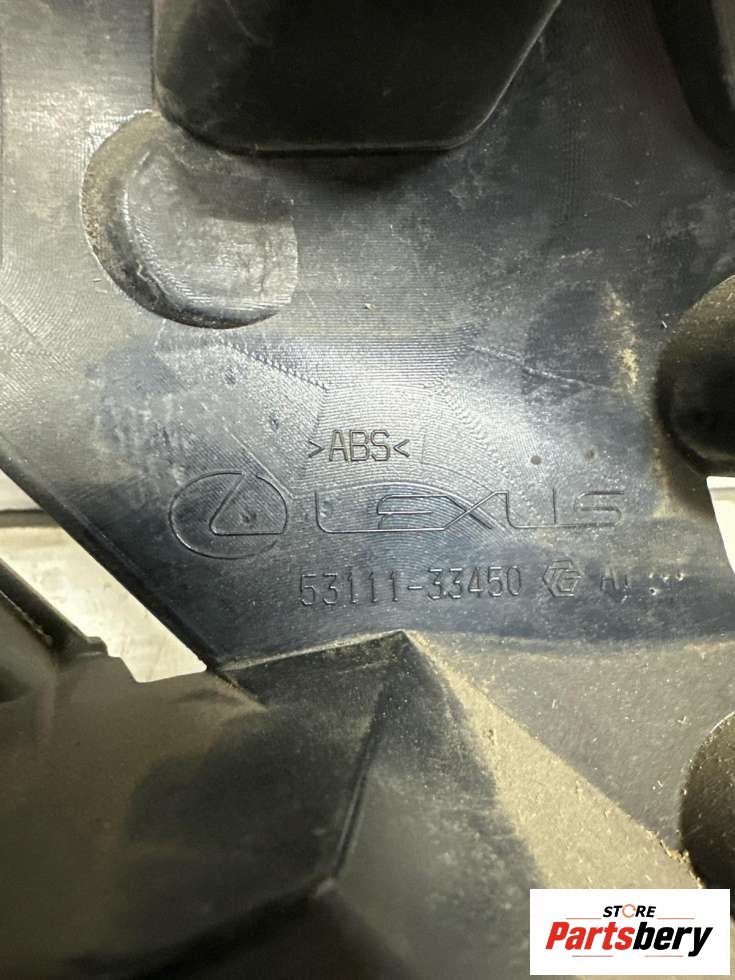 >ABS<
LEXUS
53111-33450
STORE
Partsbery